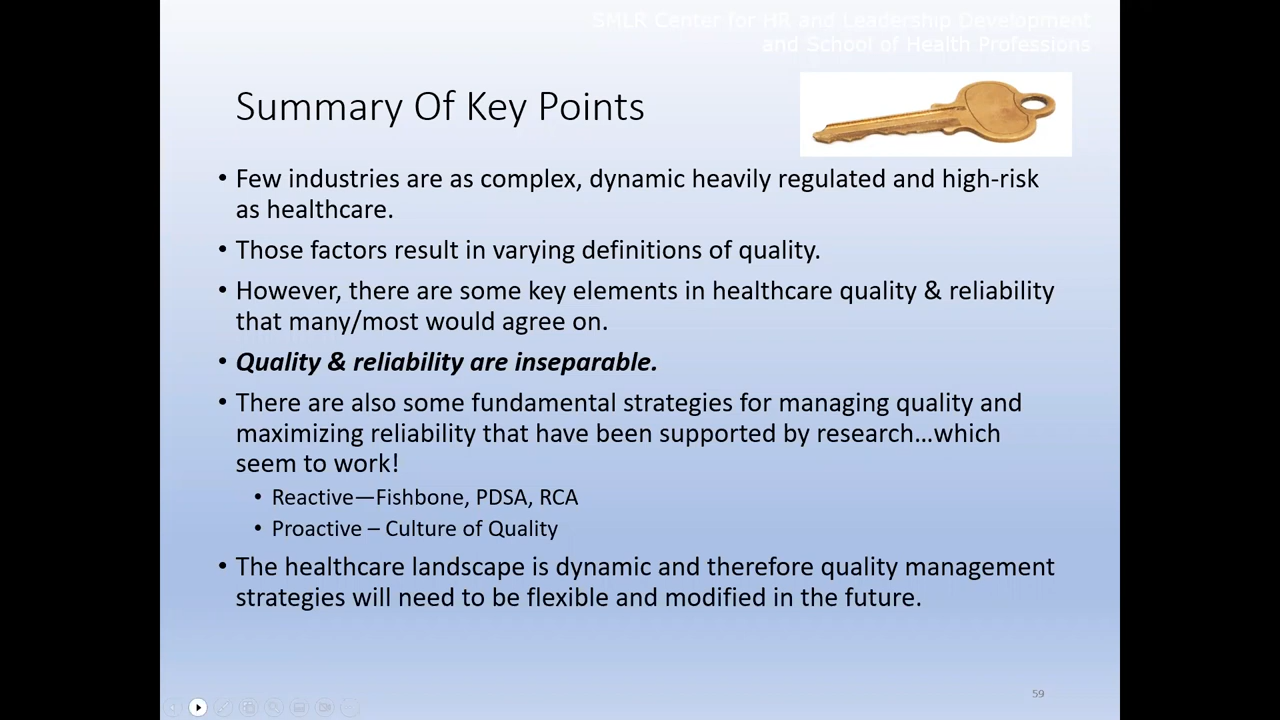 SMLR Center for HR and Leadership Development
and School of Health Professions
Summary Of Key Points
• Few industries are as complex, dynamic heavily regulated and high-risk
as healthcare.
• Those factors result in varying definitions of quality.
• However, there are some key elements in healthcare quality & reliability
that many/most would agree on.
• Quality & reliability are inseparable.
• There are also some fundamental strategies for managing quality and
maximizing reliability that have been supported by research…which
seem to work!
• Reactive—Fishbone, PDSA, RCA
• Proactive – Culture of Quality
• The healthcare landscape is dynamic and therefore quality management
strategies will need to be flexible and modified in the future.
59